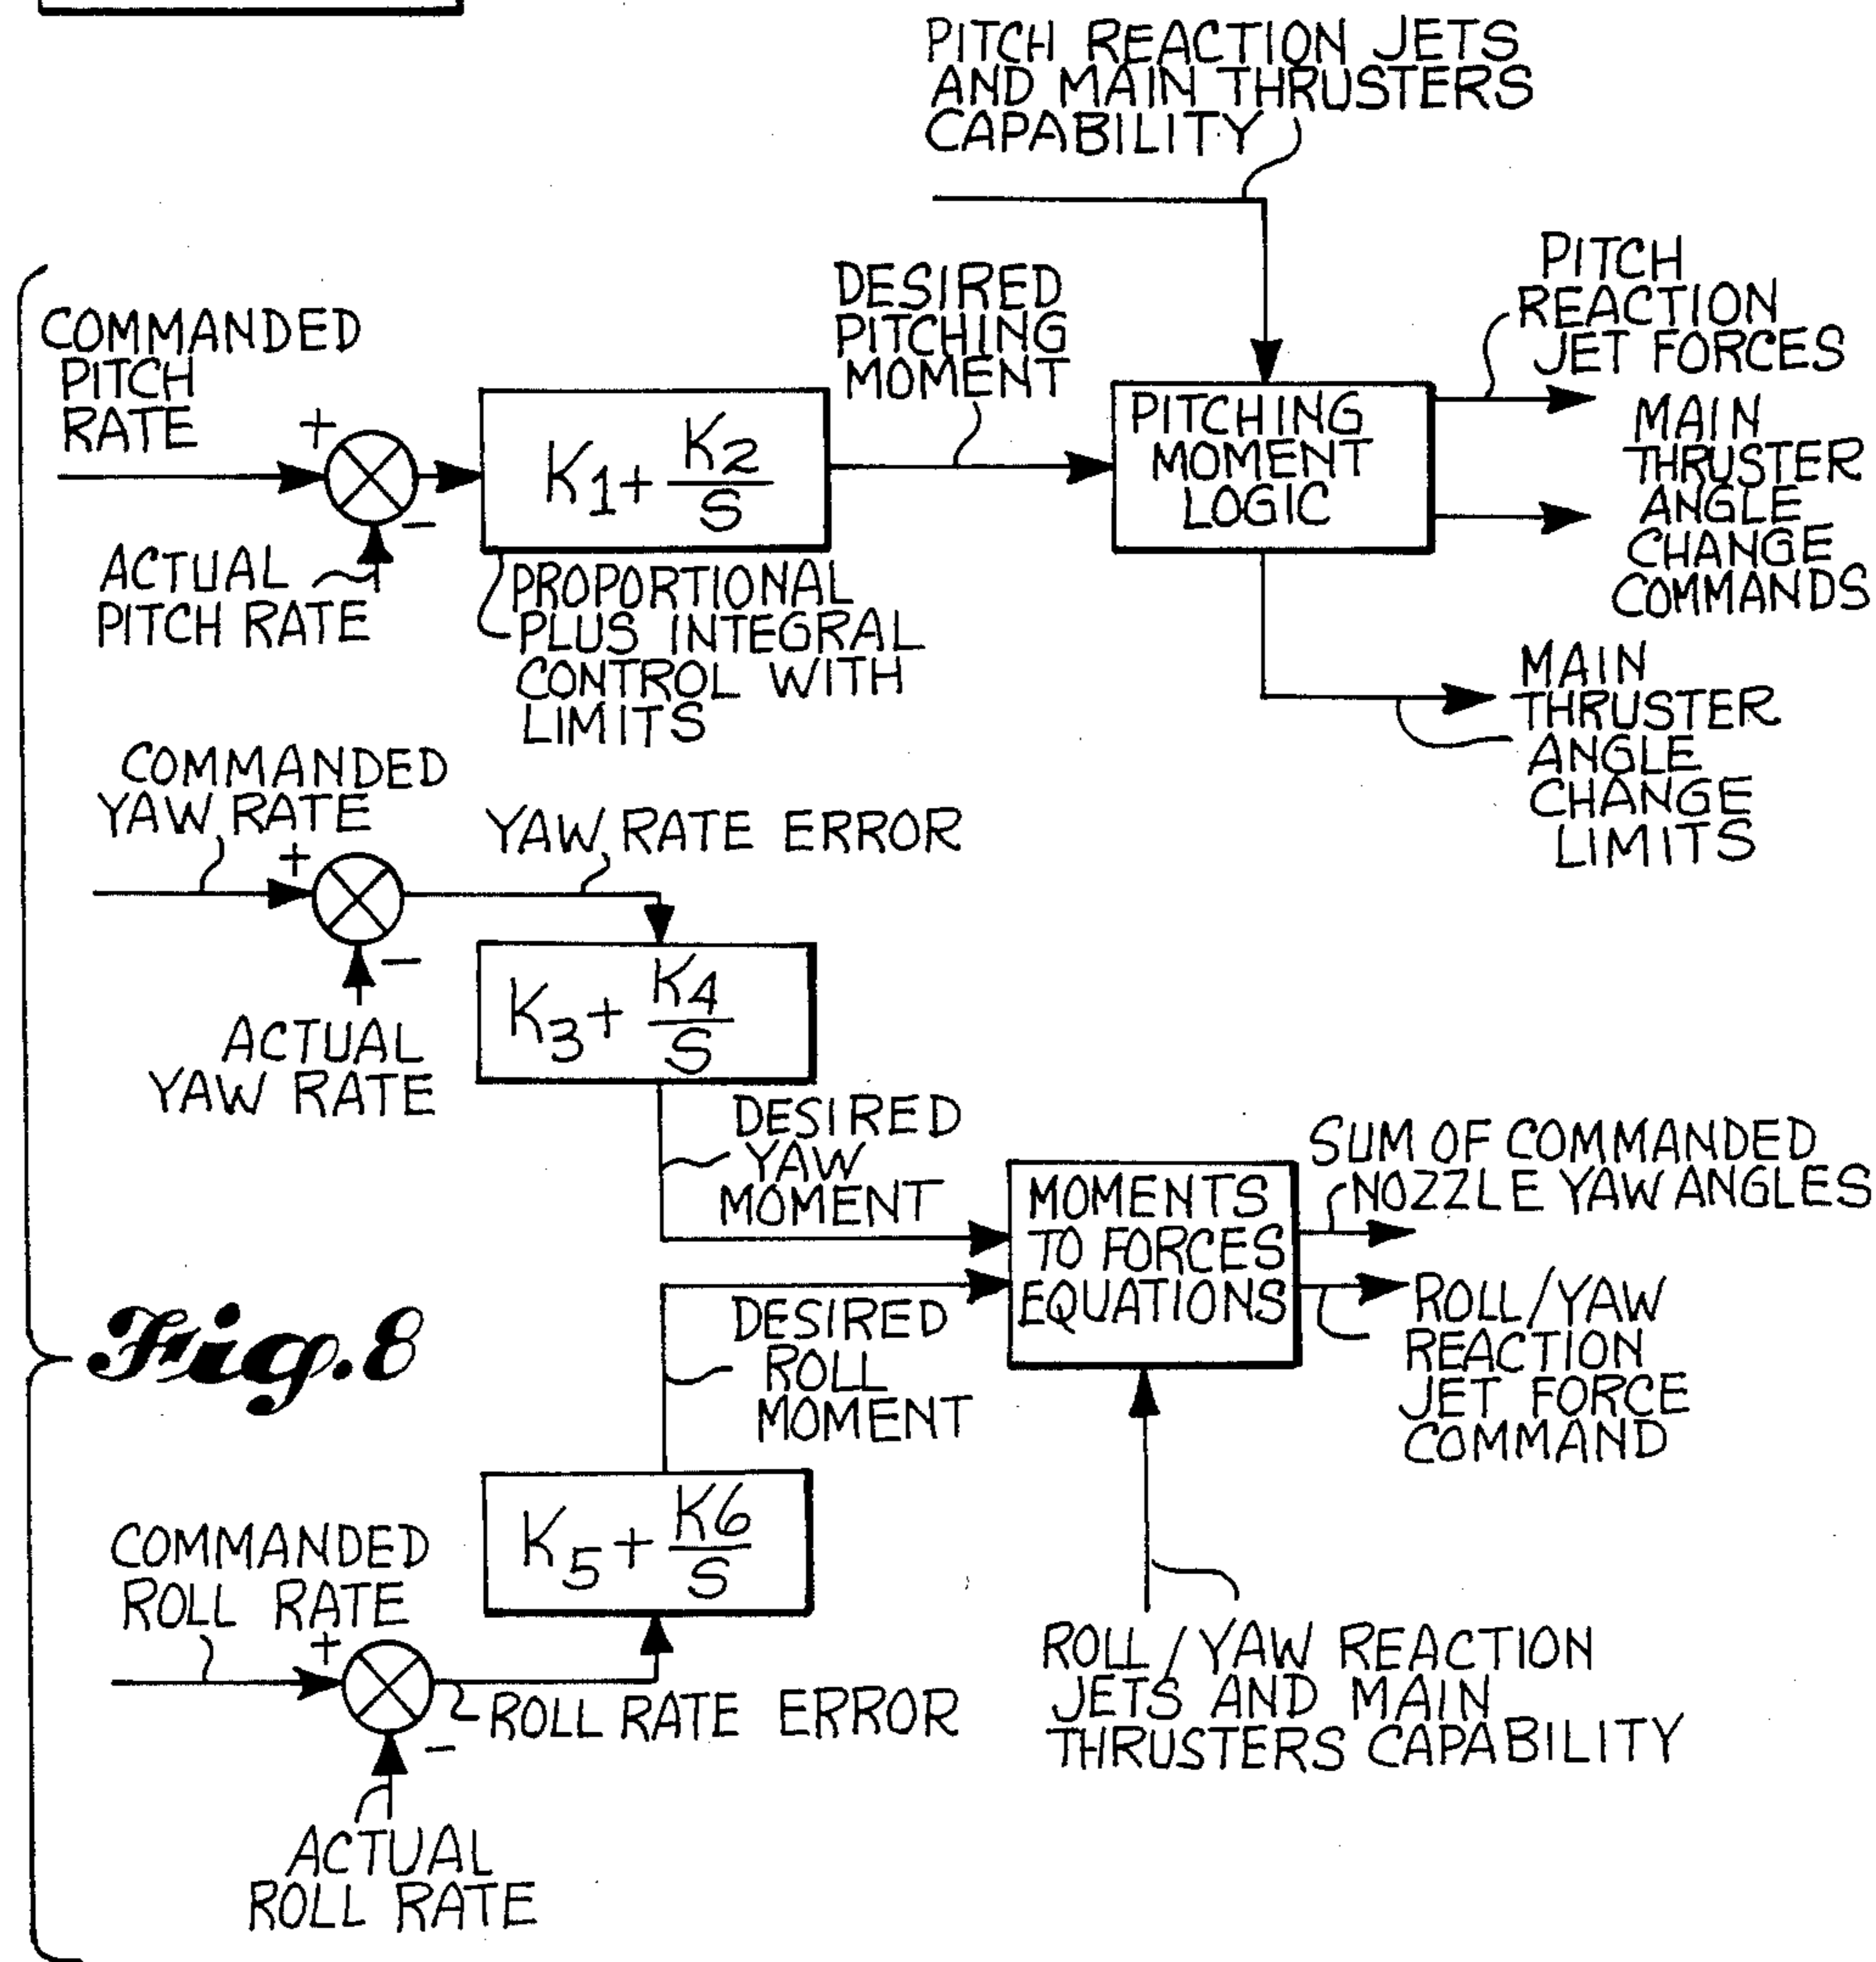 PITCH REACTION JETS
AND MAIN THRUSTERS
CAPABILITY
COMMANDED
PITCH
RATE
+
−
ACTUAL
PITCH RATE
K1+ K2
S
PROPORTIONAL
PLUS INTEGRAL
CONTROL WITH
LIMITS
DESIRED
PITCHING
MOMENT
PITCHING
MOMENT
LOGIC
PITCH
REACTION
JET FORCES
MAIN
THRUSTER
ANGLE
CHANGE
COMMANDS
MAIN
THRUSTER
ANGLE
CHANGE
LIMITS
COMMANDED
YAW RATE
+
−
ACTUAL
YAW RATE
YAW RATE ERROR
K3+ K4
S
DESIRED
YAW
MOMENT
MOMENTS
TO FORCES
EQUATIONS
SUM OF COMMANDED
NOZZLE YAW ANGLES
ROLL/YAW
REACTION
JET FORCE
COMMAND
Fig.8
DESIRED
ROLL
MOMENT
K5+ K6
S
COMMANDED
ROLL RATE
+
−
ROLL RATE ERROR
ACTUAL
ROLL RATE
ROLL/YAW REACTION
JETS AND MAIN
THRUSTERS CAPABILITY